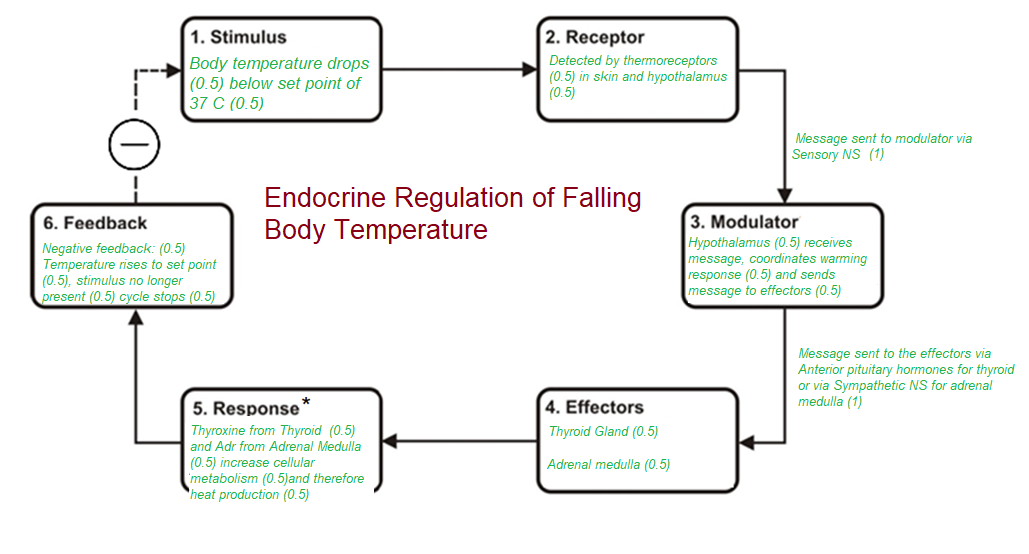 1. Stimulus
Body temperature drops
(0.5) below set point of
37 C (0.5)
2. Receptor
Detected by thermoreceptors
(0.5) in skin and hypothalamus
(0.5)
Message sent to modulator via
Sensory NS (1)
Endocrine Regulation of Falling
Body Temperature
3. Modulator
Hypothalamus (0.5) receives
message, coordinates warming
response (0.5) and sends
message to effectors (0.5)
Message sent to the effectors via
Anterior pituitary hormones for thyroid
or via Sympathetic NS for adrenal
medulla (1)
4. Effectors
Thyroid Gland (0.5)
Adrenal medulla (0.5)
5. Response*
Thyroxine from Thyroid (0.5)
and Adr from Adrenal Medulla
(0.5) increase cellular
metabolism (0.5)and therefore
heat production (0.5)
6. Feedback
Negative feedback: (0.5)
Temperature rises to set point
(0.5), stimulus no longer
present (0.5) cycle stops (0.5)